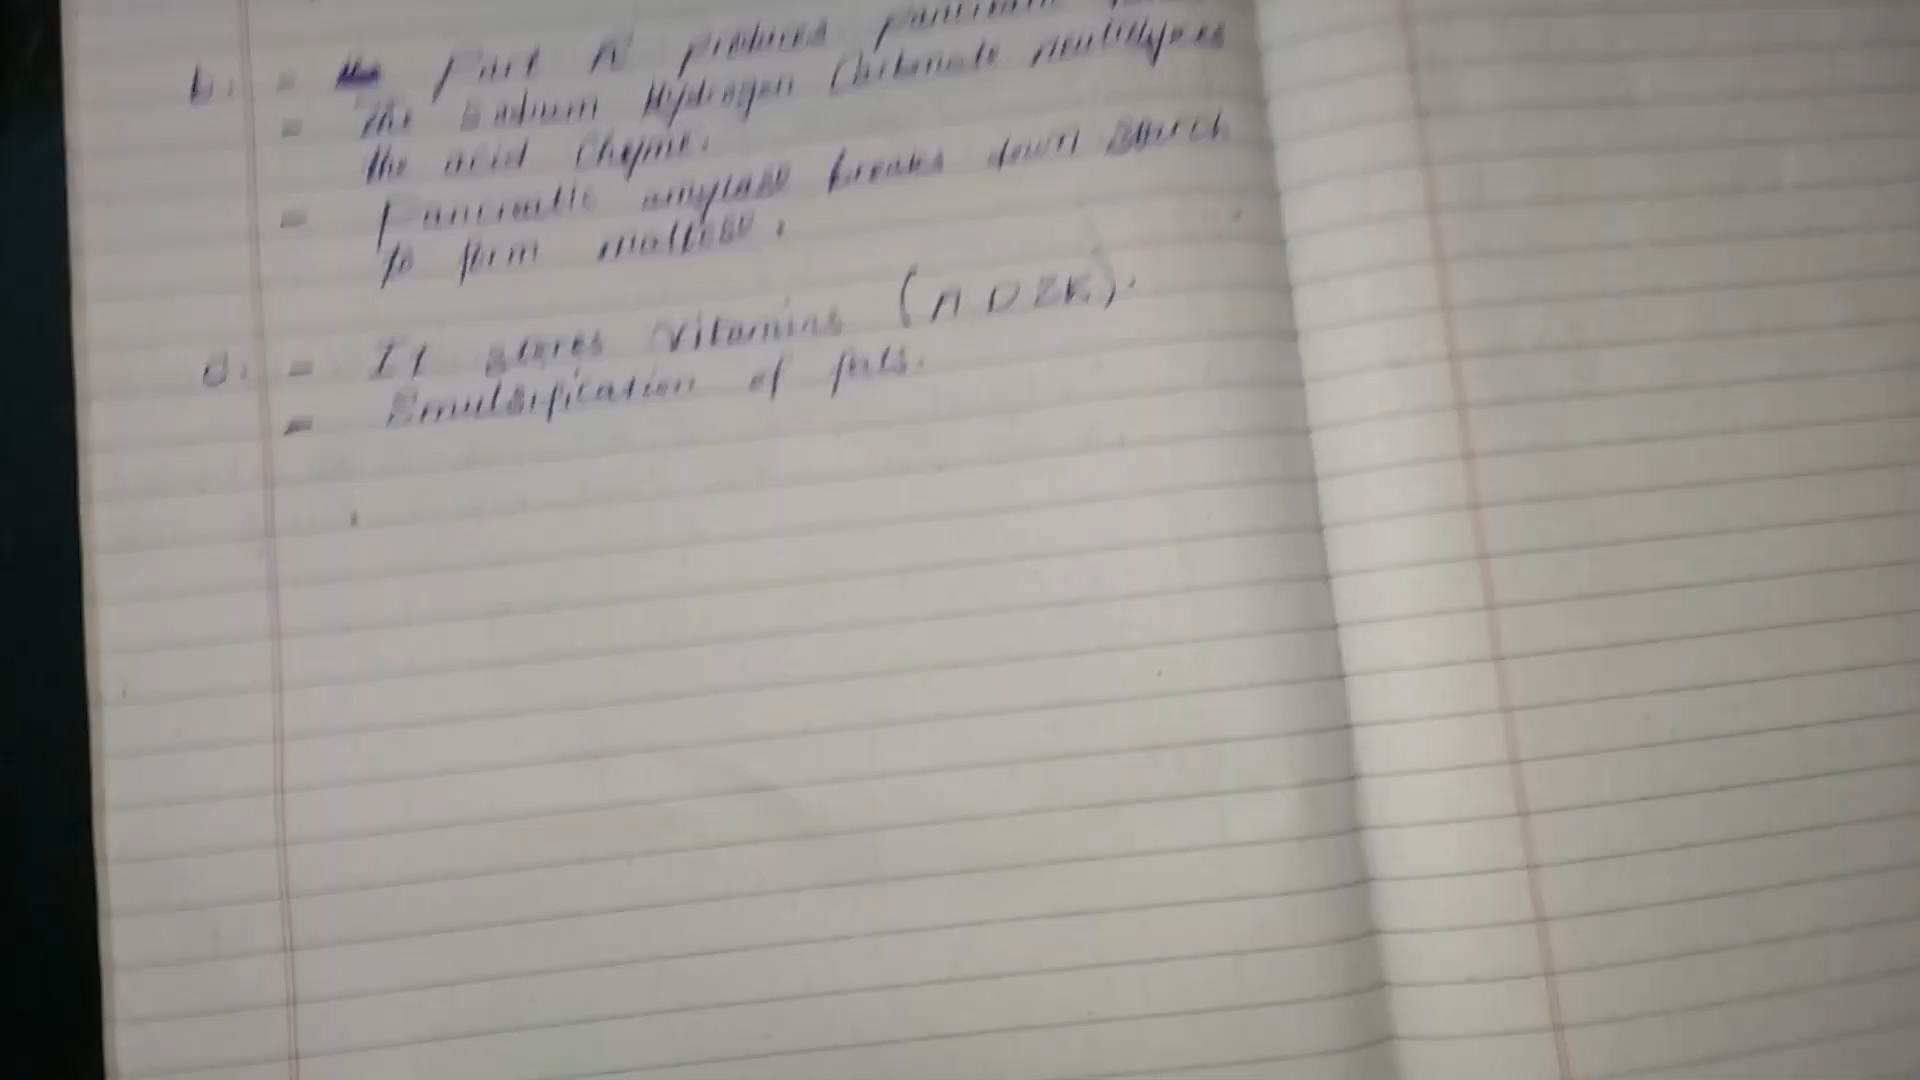 b. - Part R produces pancreatic
- The Sodium Hydrogen Carbonate neutralizes
the acid Chyme.
- Pancreatic amylase breaks down starch
to form maltose.
c. - It stores Vitamins (A D E K).
- Emulsification of fats.